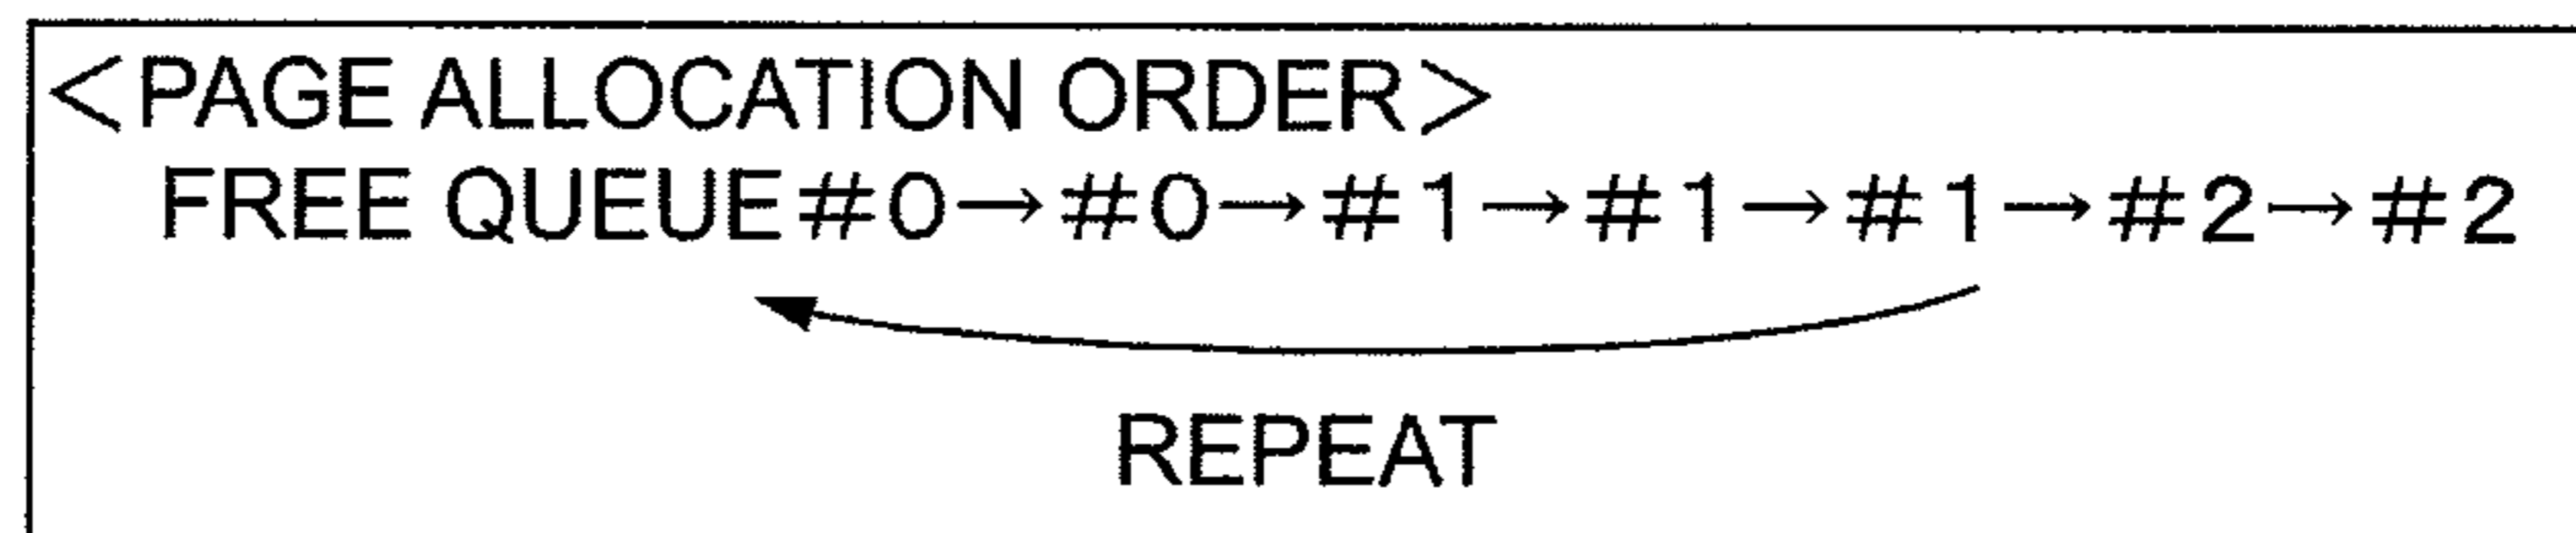 <PAGE ALLOCATION ORDER>
FREE QUEUE#0→#0→#1→#1→#1→#2→#2
REPEAT